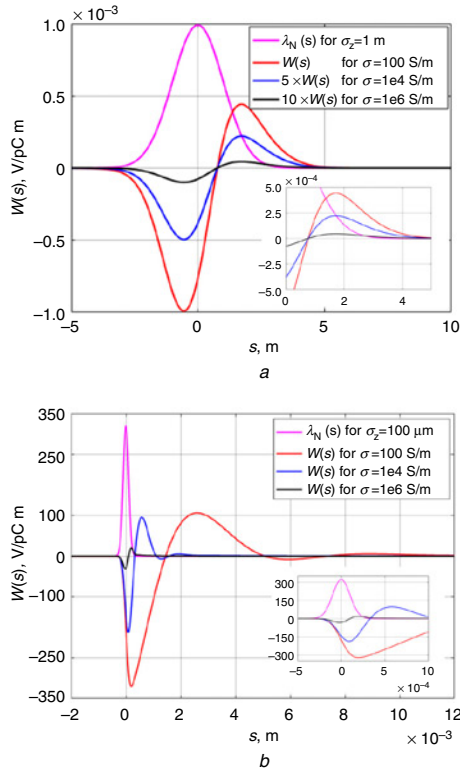 × 10⁻³
1.0
λN (s) for σz=1 m
W(s) for σ=100 S/m
5 ×W(s) for σ=1e4 S/m
10 ×W(s) for σ=1e6 S/m
0.5
W(s), V/pC m
0
× 10⁻⁴
5.0
2.5
0
−2.5
−5.0
0 2 4
−0.5
−1.0
−5 0 5 10
s, m
a
350
λN (s) for σz=100 μm
W(s) for σ=100 S/m
W(s) for σ=1e4 S/m
W(s) for σ=1e6 S/m
250
100
W(s), V/pC m
0
300
150
0
−150
−300
−5 0 5 10
× 10⁻⁴
−100
−250
−350
−2 0 2 4 6 8 10 12
× 10⁻³
s, m
b